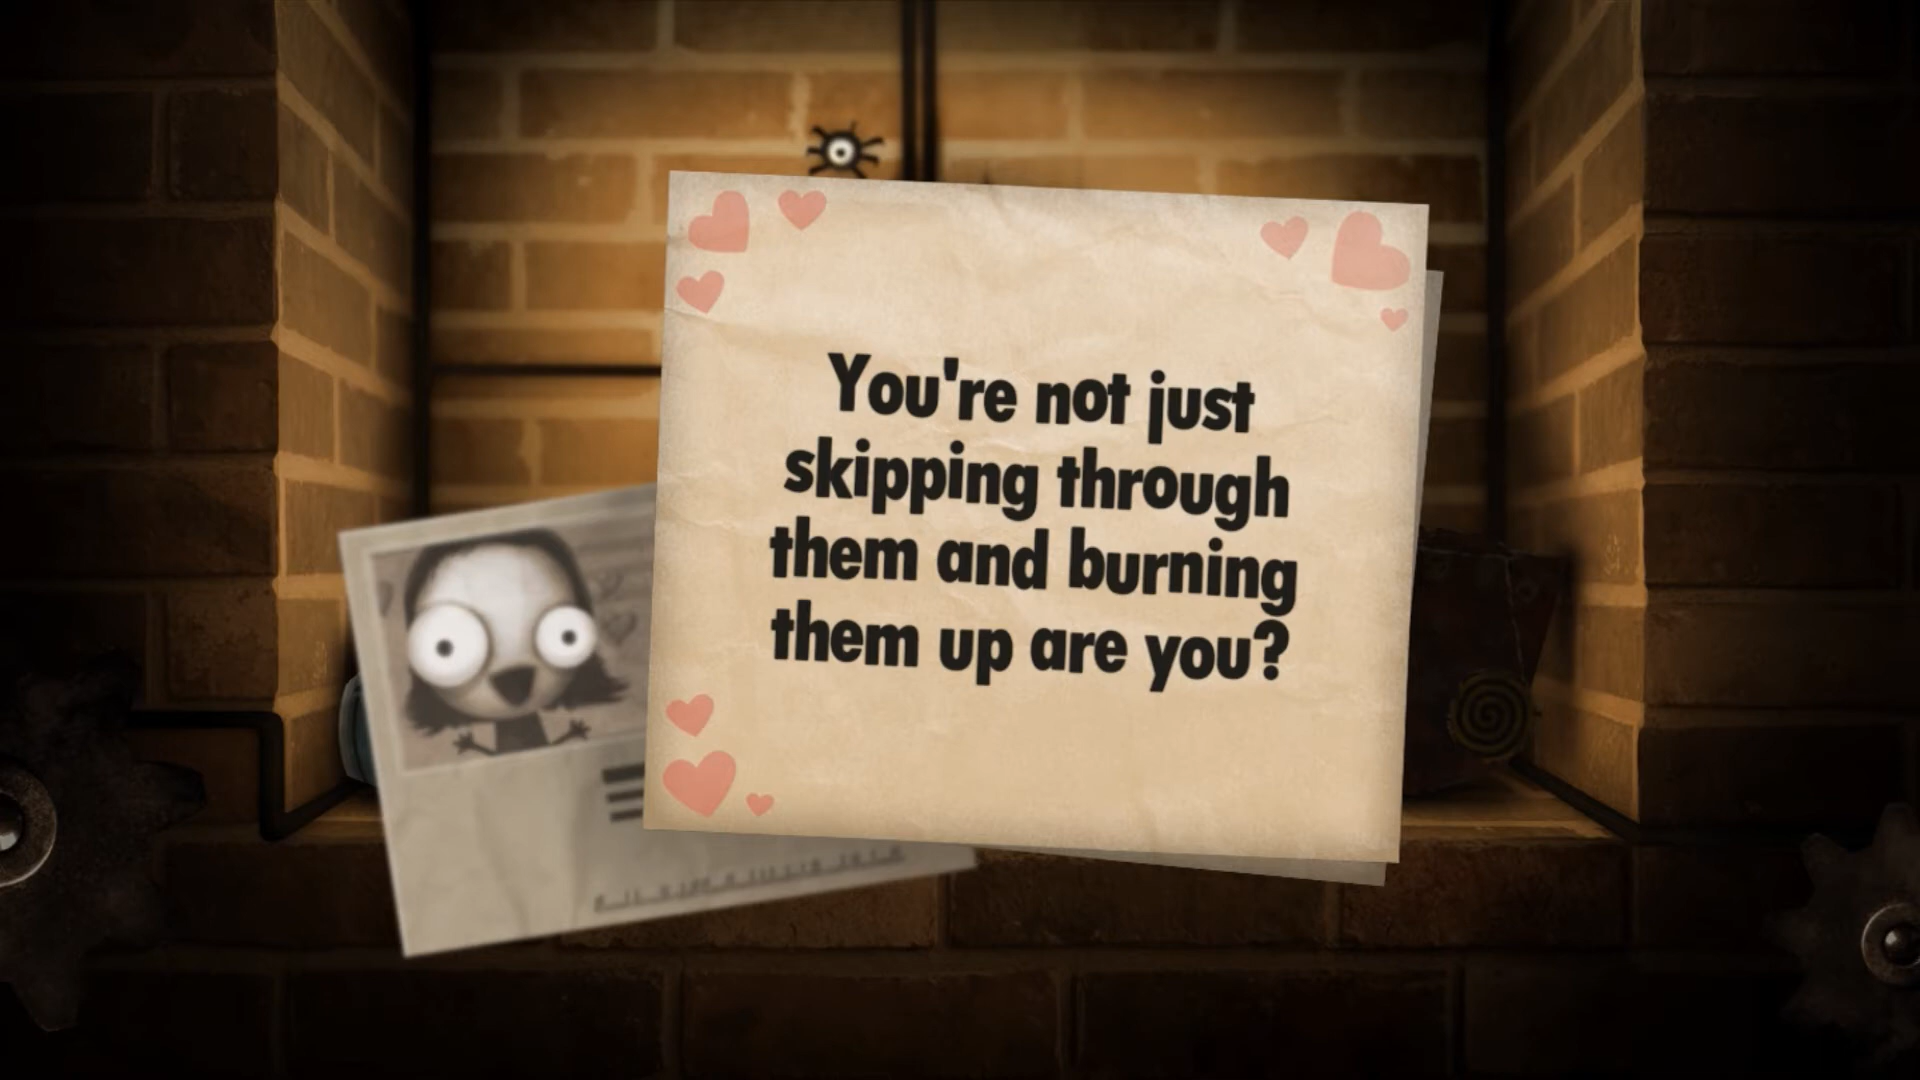 You're not just
skipping through
them and burning
them up are you?